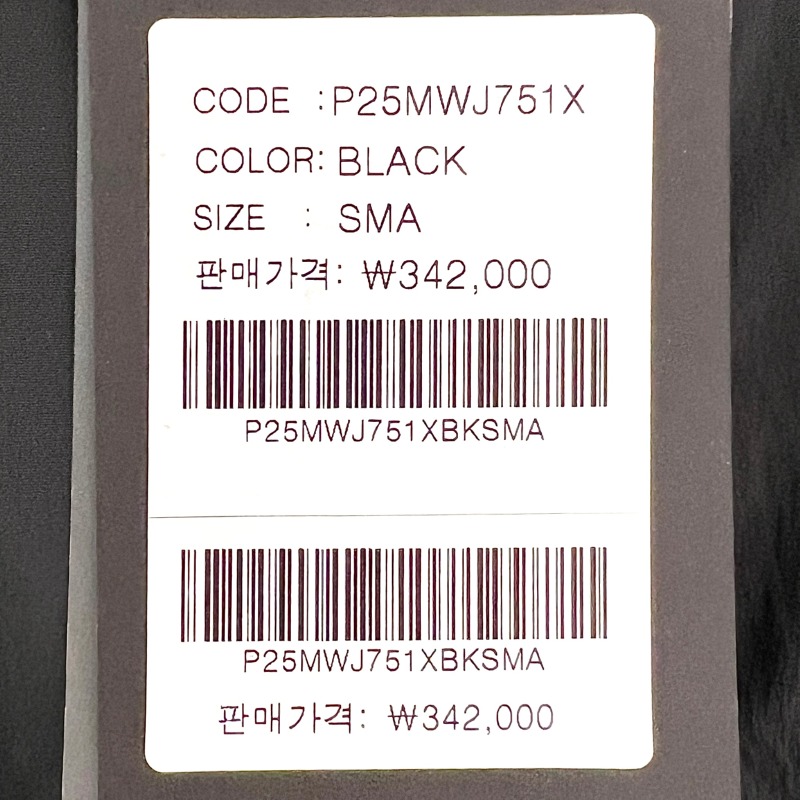 CODE :P25MWJ751X
COLOR: BLACK
SIZE : SMA
판매가격: ₩342,000
P25MWJ751XBKSMA
P25MWJ751XBKSMA
판매가격: ₩342,000